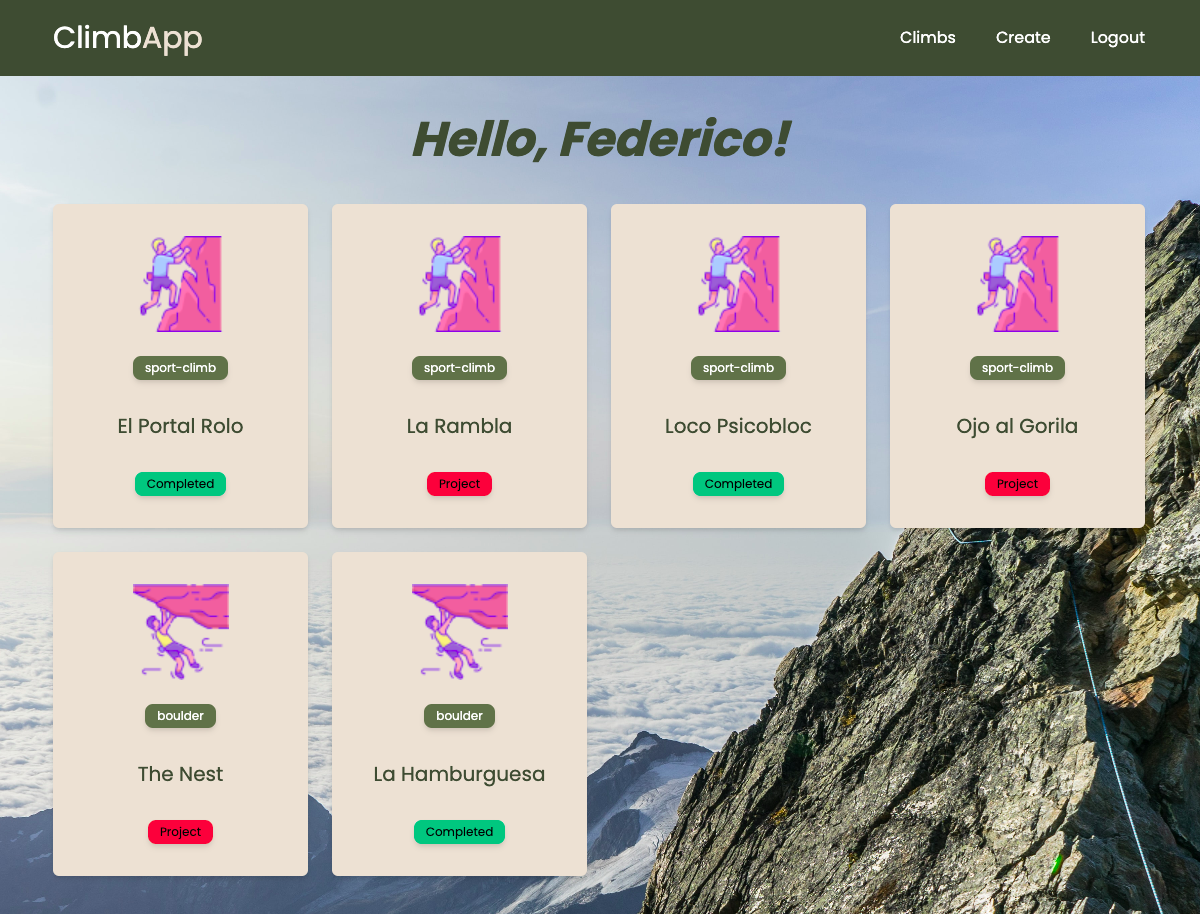 ClimbApp
Climbs Create Logout
Hello, Federico!
sport-climb
El Portal Rolo
Completed
sport-climb
La Rambla
Project
sport-climb
Loco Psicobloc
Completed
sport-climb
Ojo al Gorila
Project
boulder
The Nest
Project
boulder
La Hamburguesa
Completed